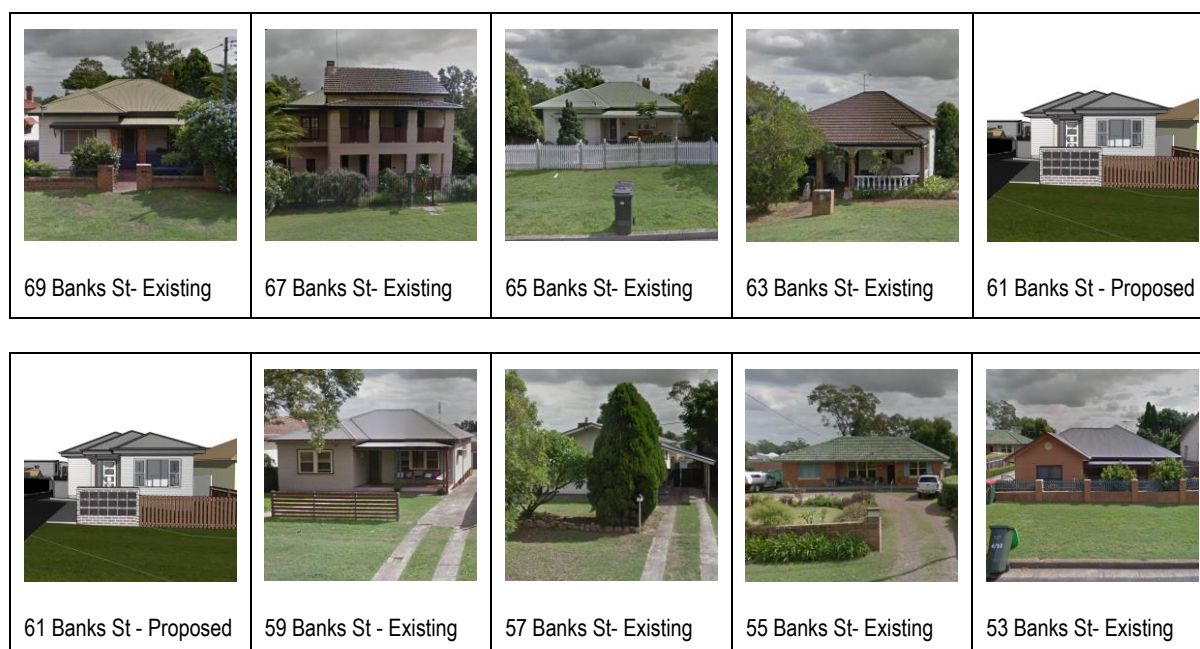 69 Banks St- Existing
67 Banks St- Existing
65 Banks St- Existing
63 Banks St- Existing
61 Banks St - Proposed
61 Banks St - Proposed
59 Banks St - Existing
57 Banks St- Existing
55 Banks St- Existing
53 Banks St- Existing